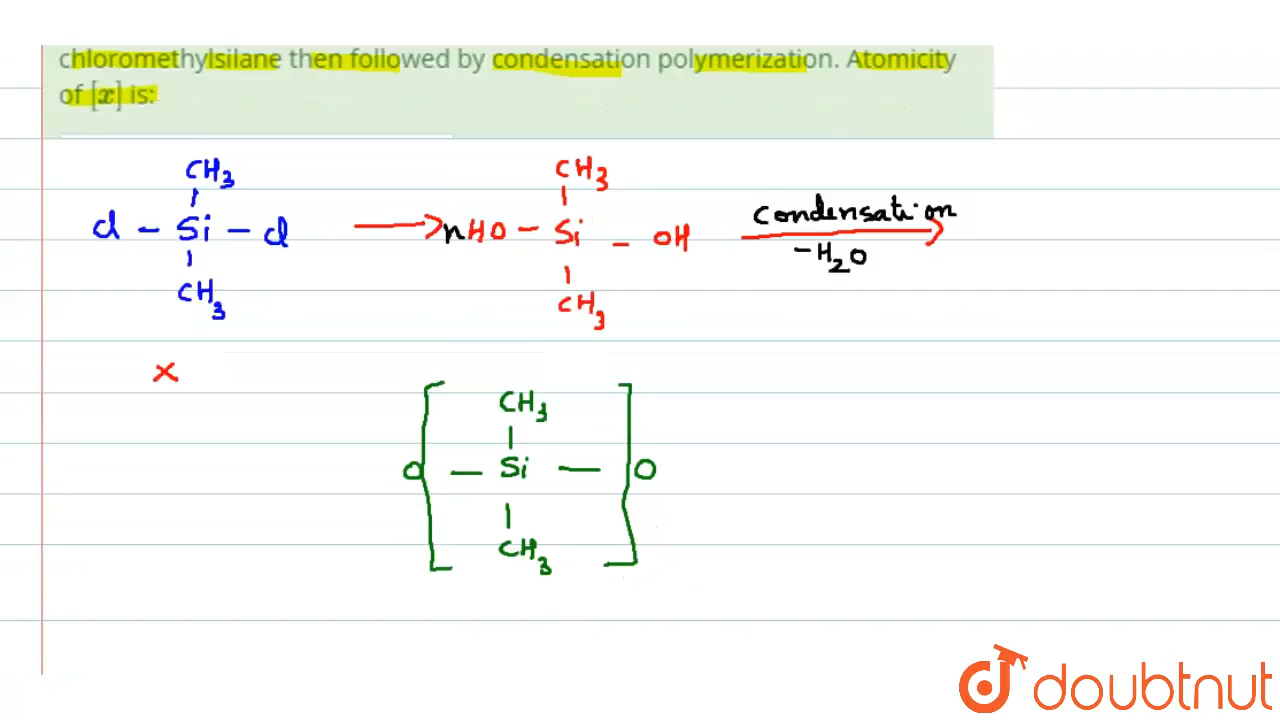 chloromethylsilane then followed by condensation polymerization. Atomicity
of [x] is:
CH3
Cl - Si - Cl
CH3
nHO - Si - OH
CH3
CH3
condensation
-H2O
x
CH3
O - Si - O
CH3
doubtnut